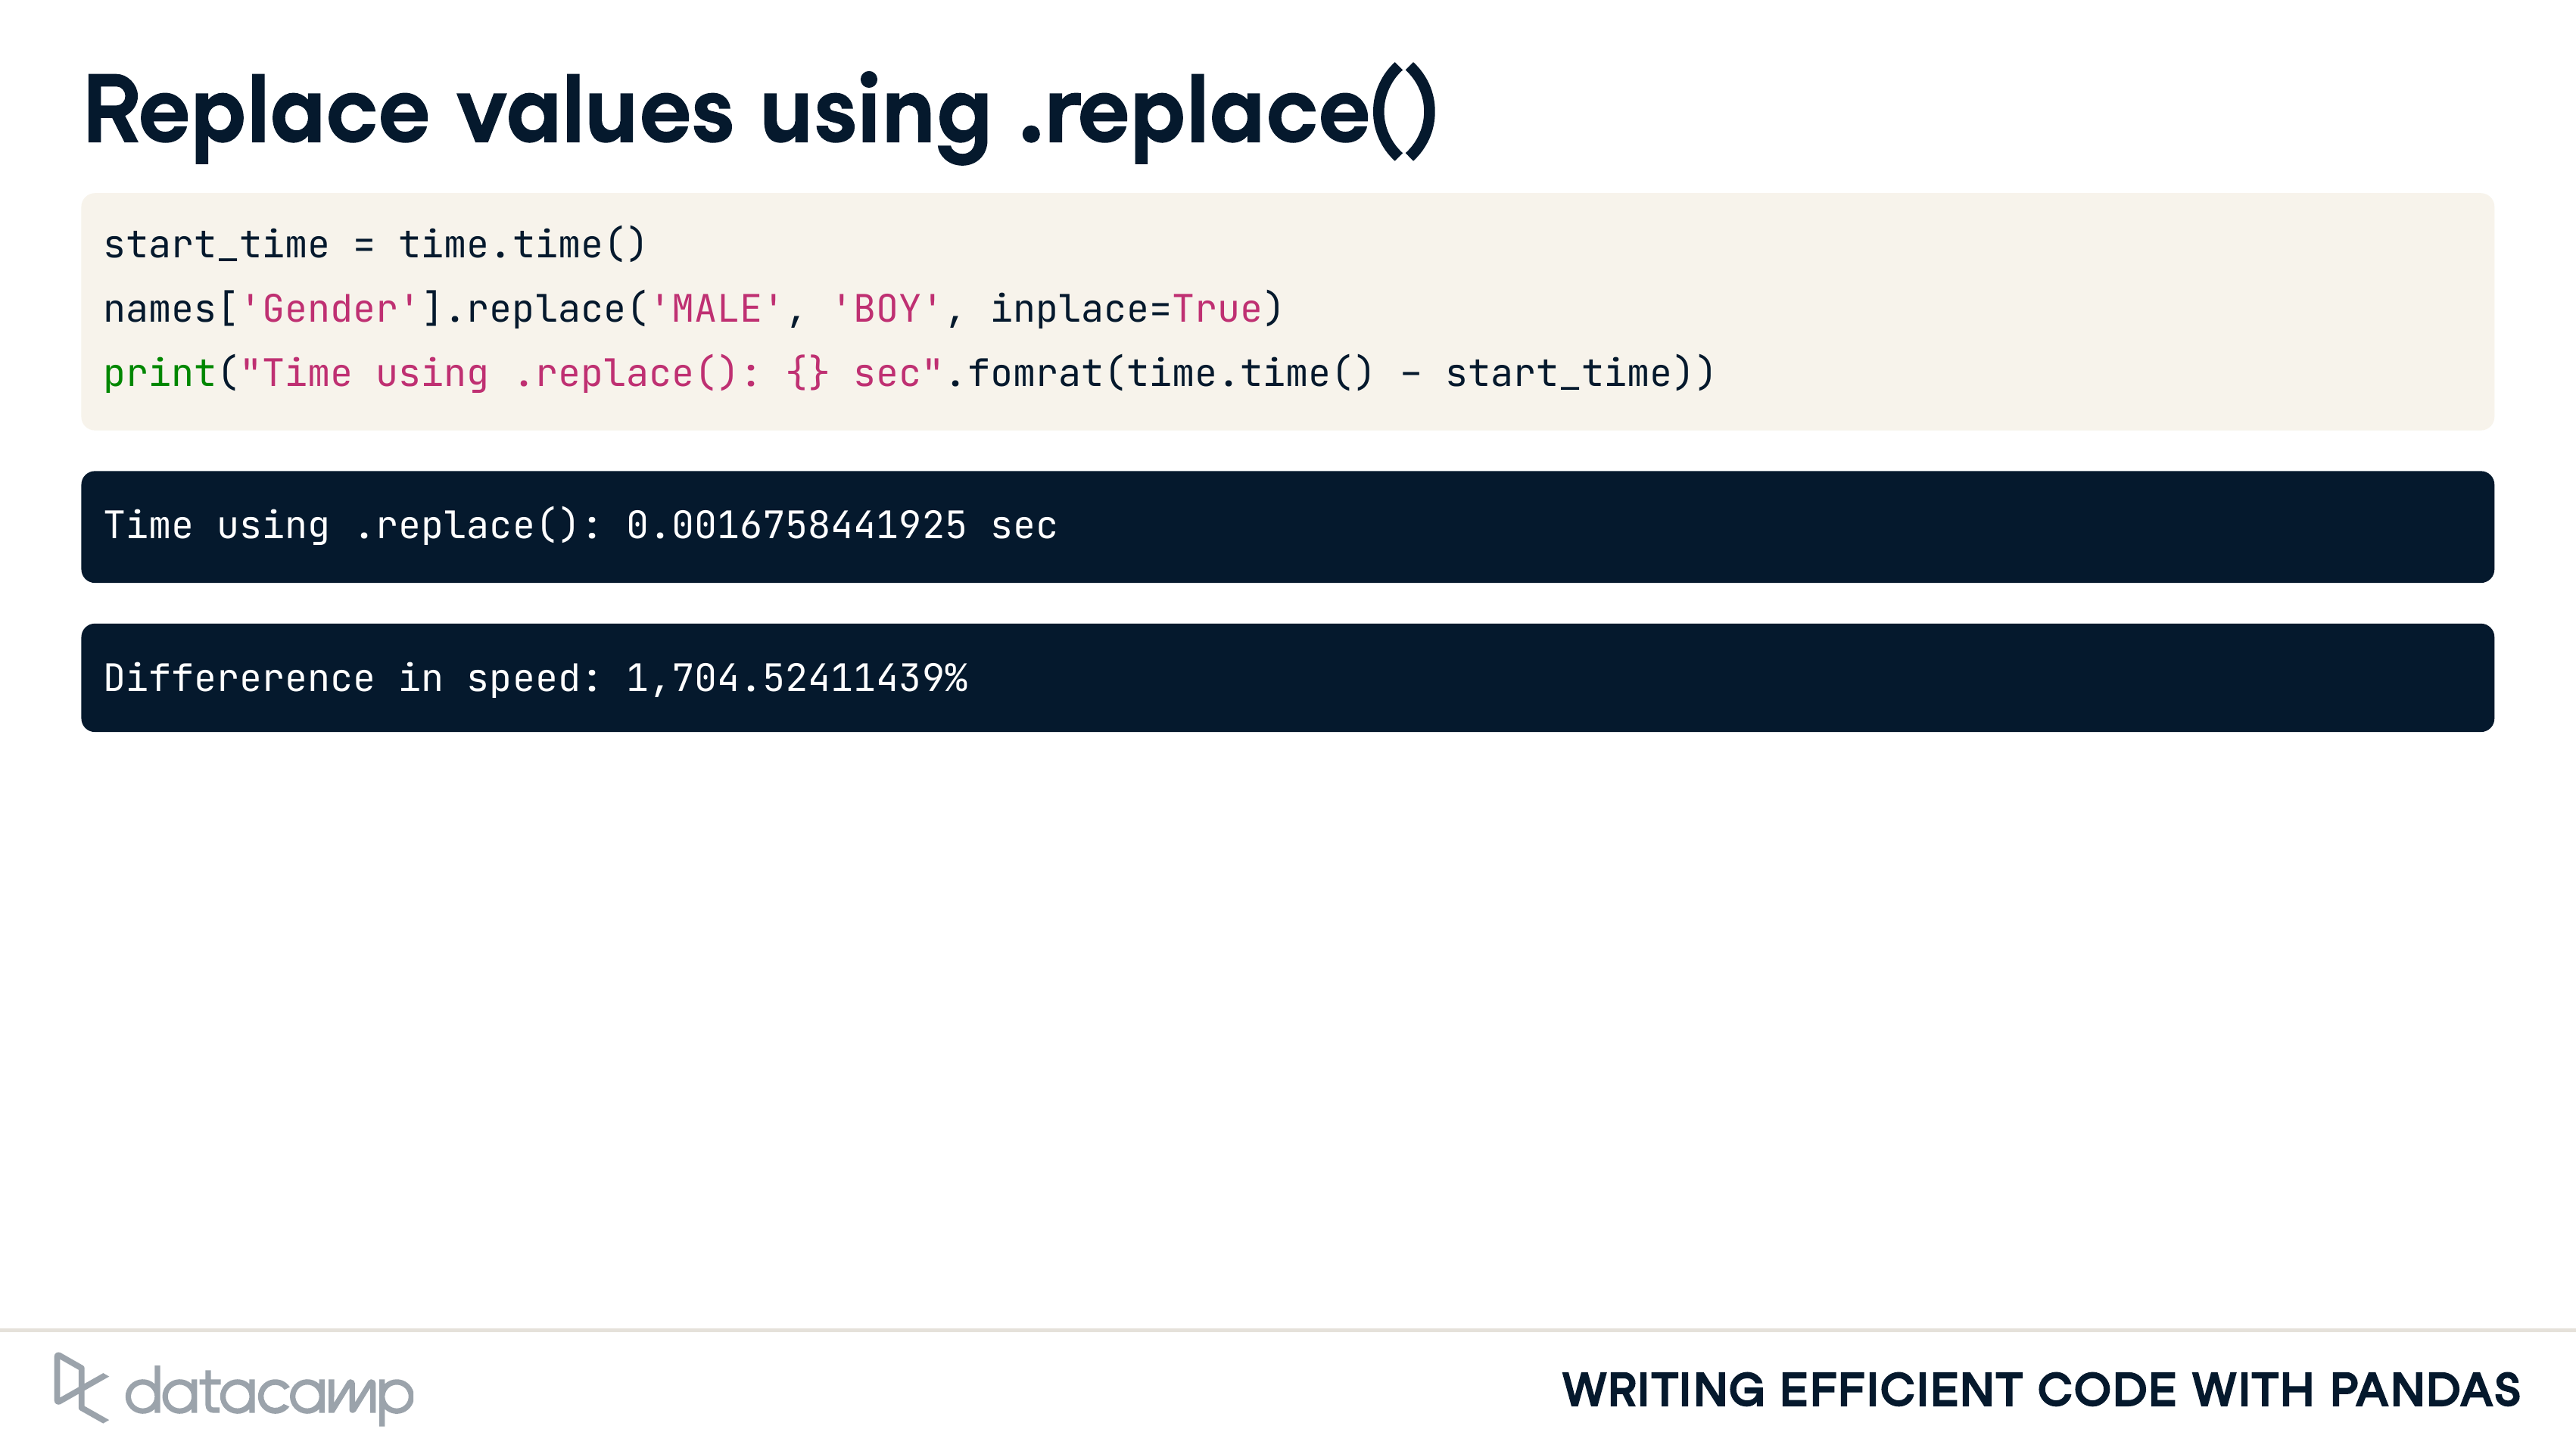 Replace values using .replace()
start_time = time.time()
names['Gender'].replace('MALE', 'BOY', inplace=True)
print("Time using .replace(): {} sec".fomrat(time.time() - start_time))
Time using .replace(): 0.0016758441925 sec
Differerence in speed: 1,704.52411439%
datacamp
WRITING EFFICIENT CODE WITH PANDAS